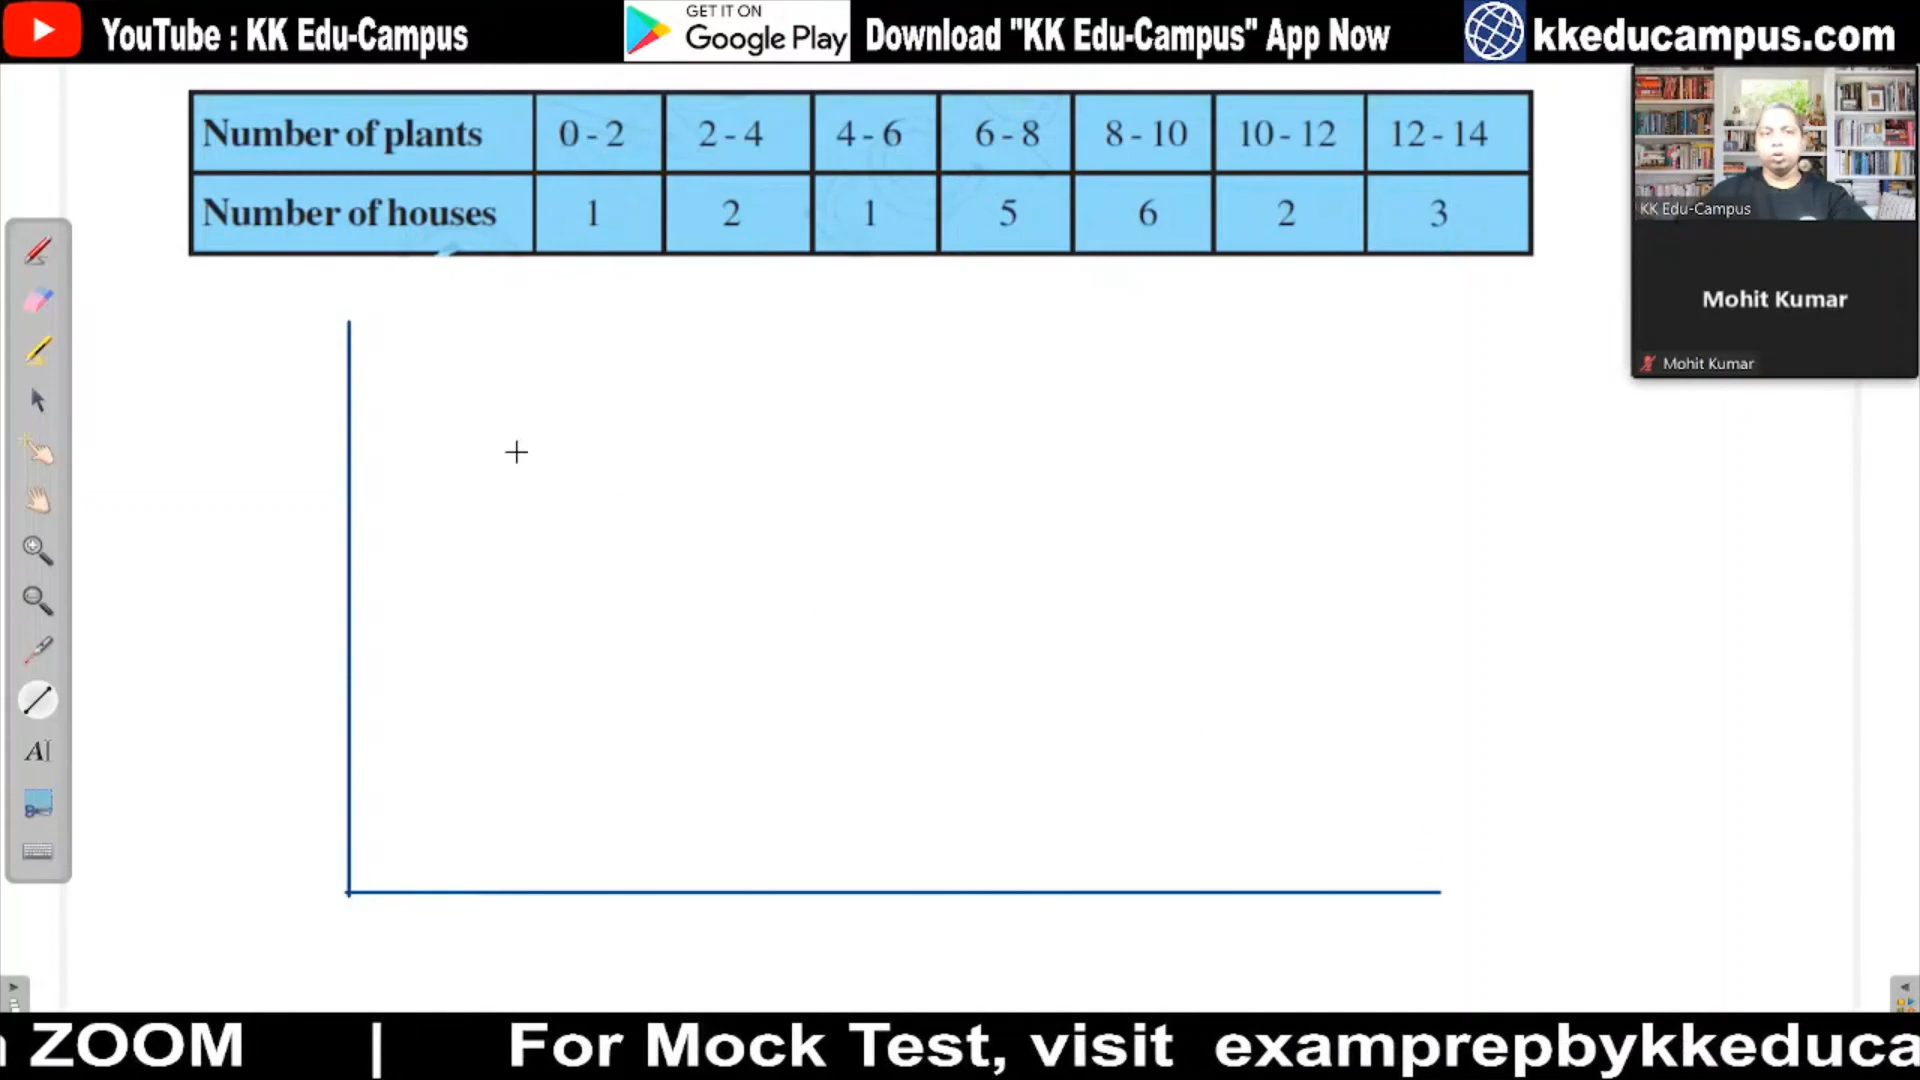 YouTube : KK Edu-Campus
GET IT ON
Google Play
Download "KK Edu-Campus" App Now
kkeducampus.com
Number of plants 0 - 2 2 - 4 4 - 6 6 - 8 8 - 10 10 - 12 12 - 14
Number of houses 1 2 1 5 6 2 3
KK Edu-Campus
Mohit Kumar
Mohit Kumar
A
ZOOM | For Mock Test, visit examprepbykkeduca